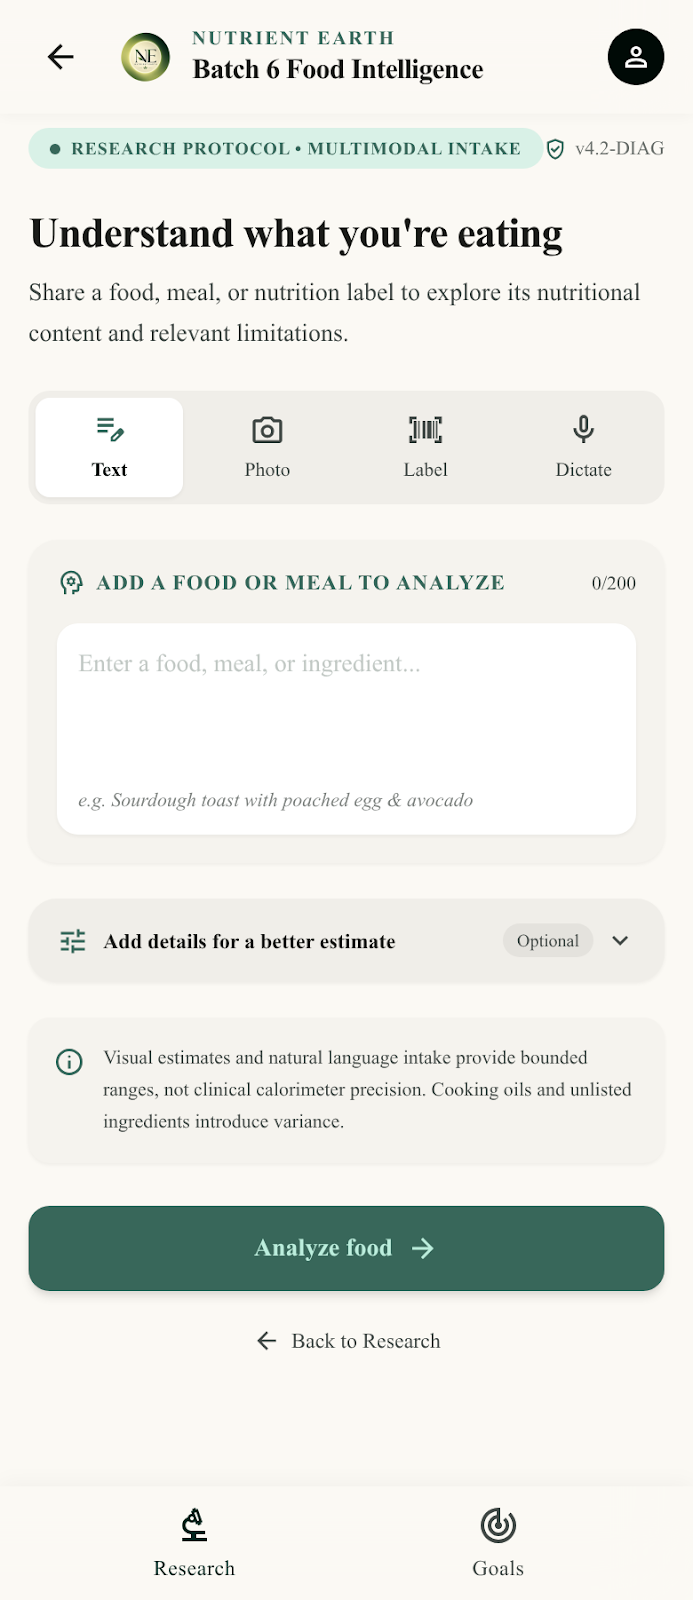 NE
NUTRIENT EARTH
Batch 6 Food Intelligence
RESEARCH PROTOCOL • MULTIMODAL INTAKE
v4.2-DIAG
Understand what you're eating
Share a food, meal, or nutrition label to explore its nutritional
content and relevant limitations.
Text
Photo
Label
Dictate
ADD A FOOD OR MEAL TO ANALYZE
0/200
Enter a food, meal, or ingredient...
e.g. Sourdough toast with poached egg & avocado
Add details for a better estimate
Optional
Visual estimates and natural language intake provide bounded
ranges, not clinical calorimeter precision. Cooking oils and unlisted
ingredients introduce variance.
Analyze food
Back to Research
Research
Goals